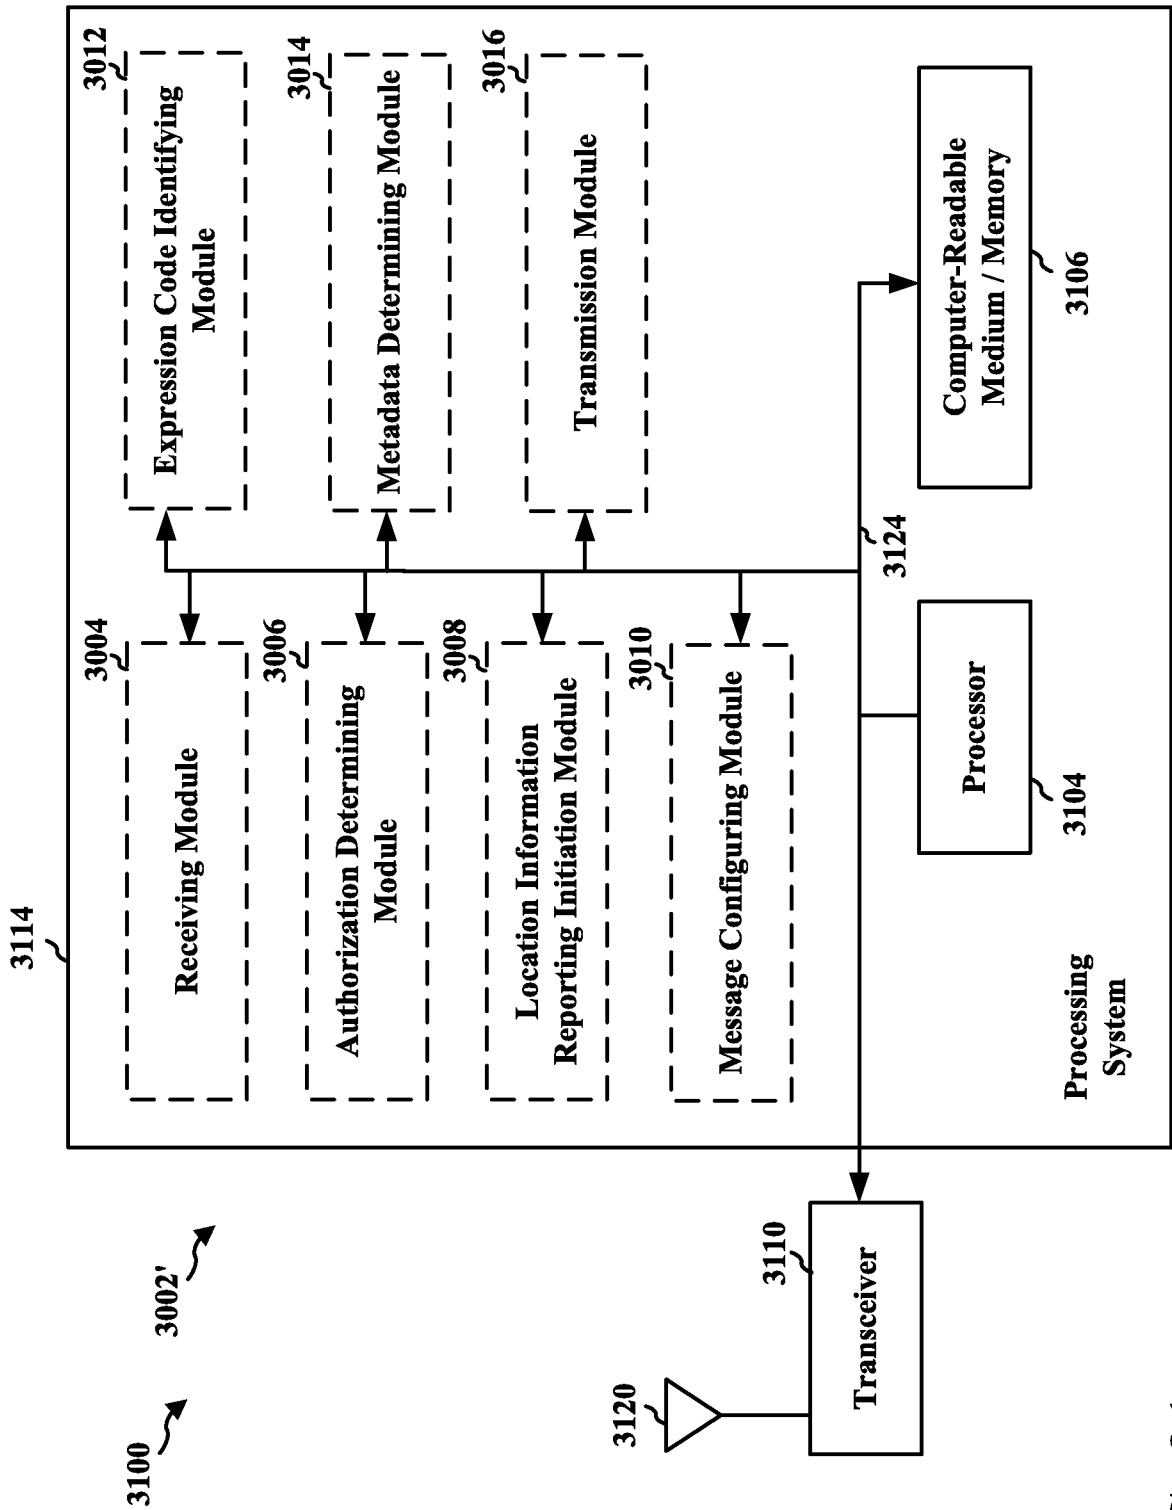 3100
3002'
3114
3004
Receiving Module
3012
Expression Code Identifying
Module
3006
Authorization Determining
Module
3014
Metadata Determining Module
3008
Location Information
Reporting Initiation Module
3016
Transmission Module
3010
Message Configuring Module
3120
3110
Transceiver
3124
Processor
3104
Computer-Readable
Medium / Memory
3106
Processing
System